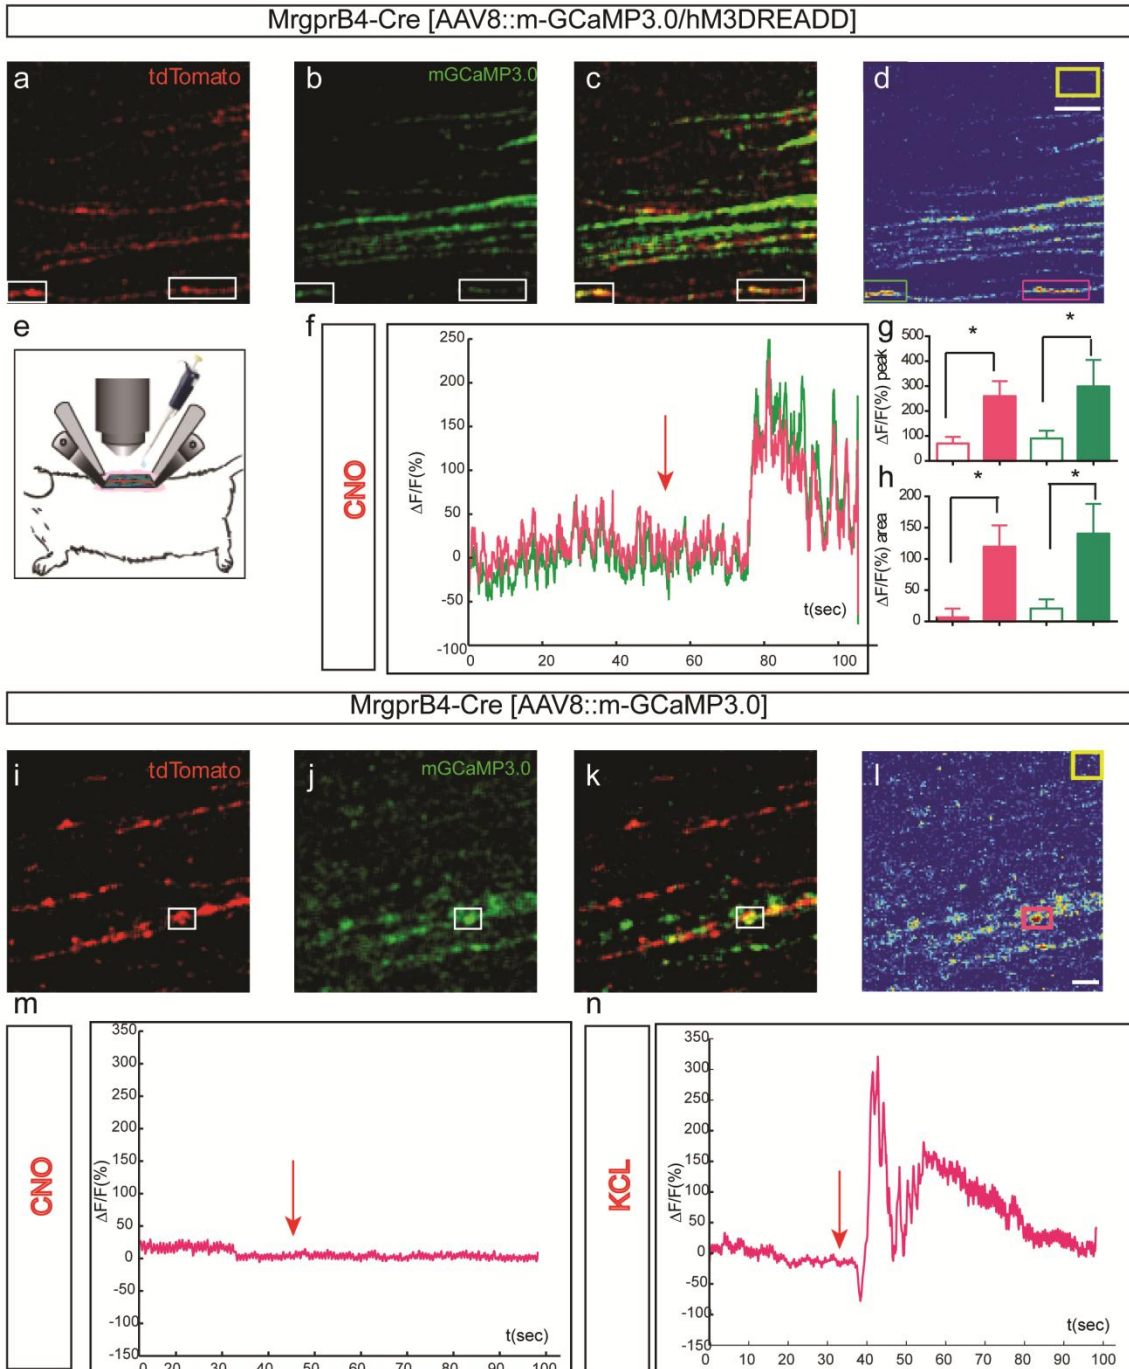 MrgprB4-Cre [AAV8::m-GCaMP3.0/hM3DREADD]
a tdTomato
b mGCaMP3.0
c
d
e
f
CNO
ΔF/F(%)
250
200
150
100
50
0
-50
-100
t(sec)
0 20 40 60 80 100
g
ΔF/F(%) peak
500
400
300
200
100
0
* *
h
ΔF/F(%) area
200
150
100
50
0
* *
MrgprB4-Cre [AAV8::m-GCaMP3.0]
i tdTomato
j mGCaMP3.0
k
l
m
CNO
ΔF/F(%)
350
300
250
200
150
100
50
0
-50
-100
-150
t(sec)
0 20 30 40 50 60 70 80 90 100
n
KCL
ΔF/F(%)
350
300
250
200
150
100
50
0
-50
-100
-150
t(sec)
0 10 20 30 40 50 60 70 80 90 100